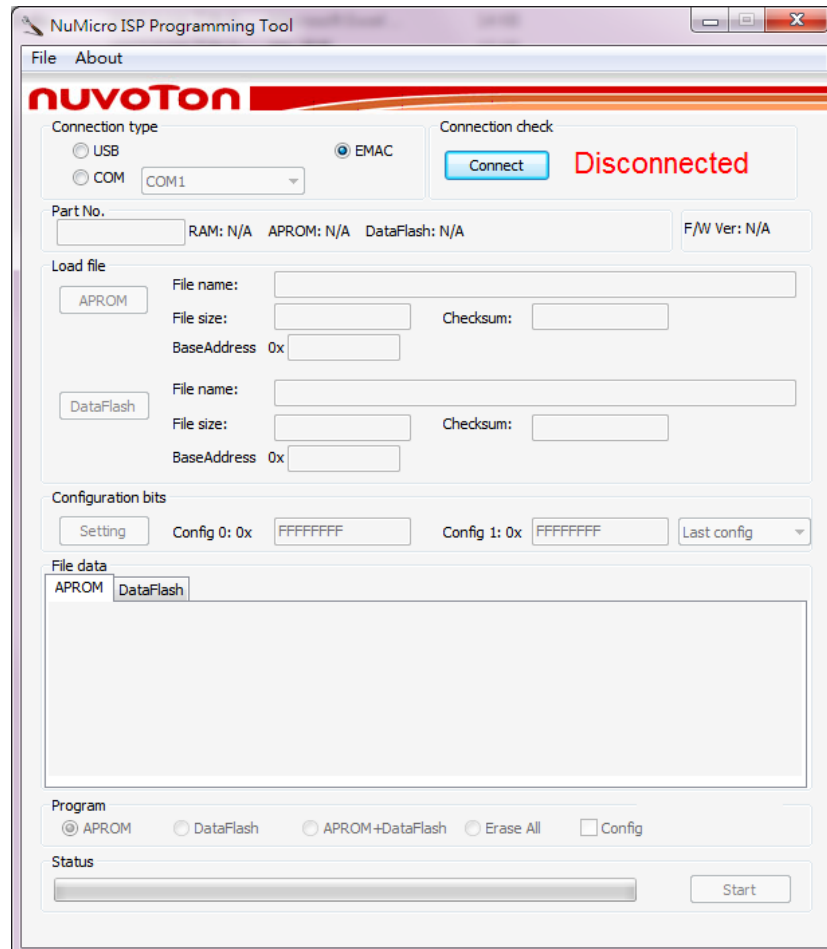 NuMicro ISP Programming Tool
File About
nuvoTon
Connection type
Connection check
USB
EMAC
COM COM1
Connect Disconnected
Part No.
RAM: N/A APROM: N/A DataFlash: N/A
F/W Ver: N/A
Load file
APROM
File name:
File size:
Checksum:
BaseAddress 0x
DataFlash
File name:
File size:
Checksum:
BaseAddress 0x
Configuration bits
Setting Config 0: 0x FFFFFFFF Config 1: 0x FFFFFFFF Last config
File data
APROM DataFlash
Program
APROM DataFlash APROM+DataFlash Erase All Config
Status
Start